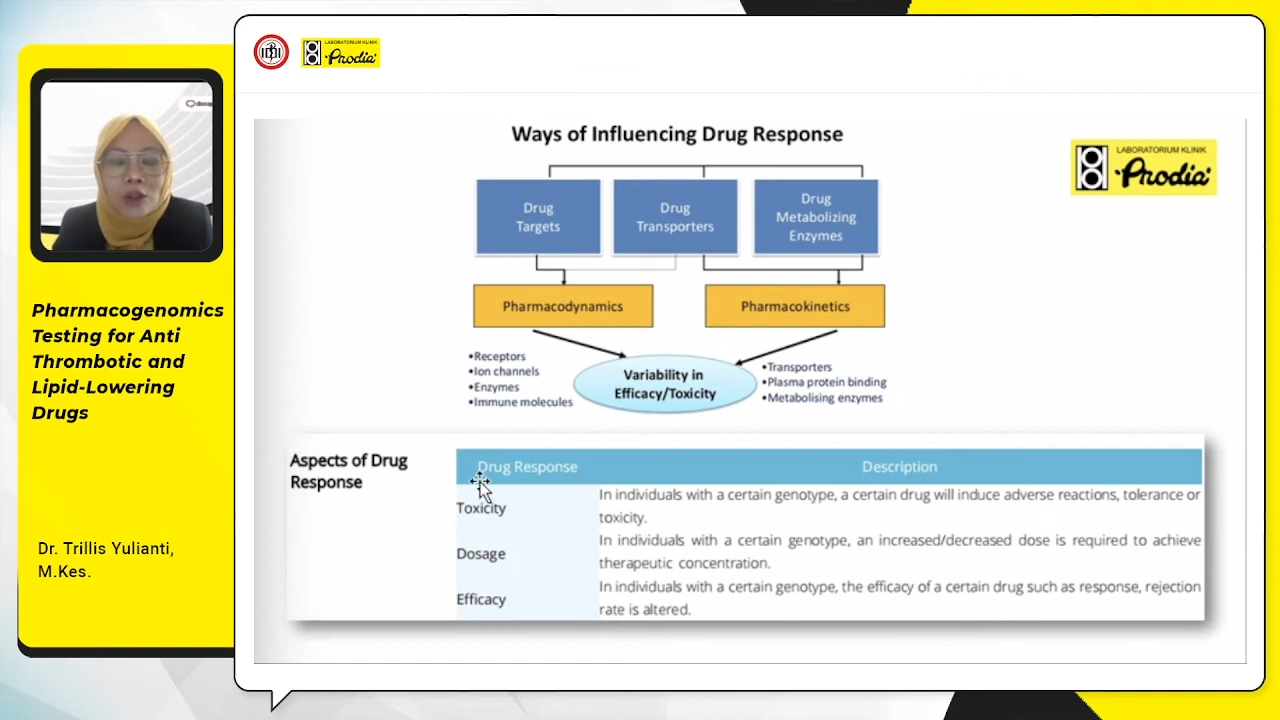 LABORATORIUM KLINIK
Prodia
docq
Pharmacogenomics
Testing for Anti
Thrombotic and
Lipid-Lowering
Drugs
Dr. Trillis Yulianti,
M.Kes.
Ways of Influencing Drug Response
LABORATORIUM KLINIK
Prodia
Drug
Targets
Drug
Transporters
Drug
Metabolizing
Enzymes
Pharmacodynamics
Pharmacokinetics
•Receptors
•Ion channels
•Enzymes
•Immune molecules
Variability in
Efficacy/Toxicity
•Transporters
•Plasma protein binding
•Metabolising enzymes
Aspects of Drug
Response
Drug Response
Description
Toxicity
In individuals with a certain genotype, a certain drug will induce adverse reactions, tolerance or
toxicity.
Dosage
In individuals with a certain genotype, an increased/decreased dose is required to achieve
therapeutic concentration.
Efficacy
In individuals with a certain genotype, the efficacy of a certain drug such as response, rejection
rate is altered.